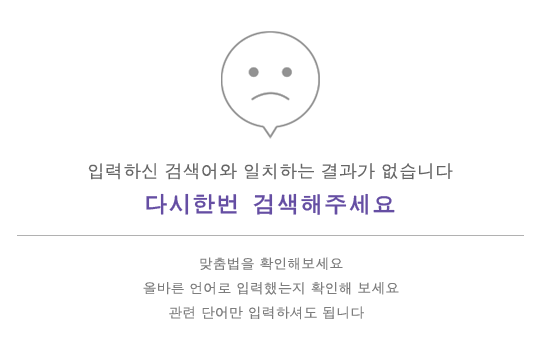 입력하신 검색어와 일치하는 결과가 없습니다
다시한번 검색해주세요
맞춤법을 확인해보세요
올바른 언어로 입력했는지 확인해 보세요
관련 단어만 입력하셔도 됩니다